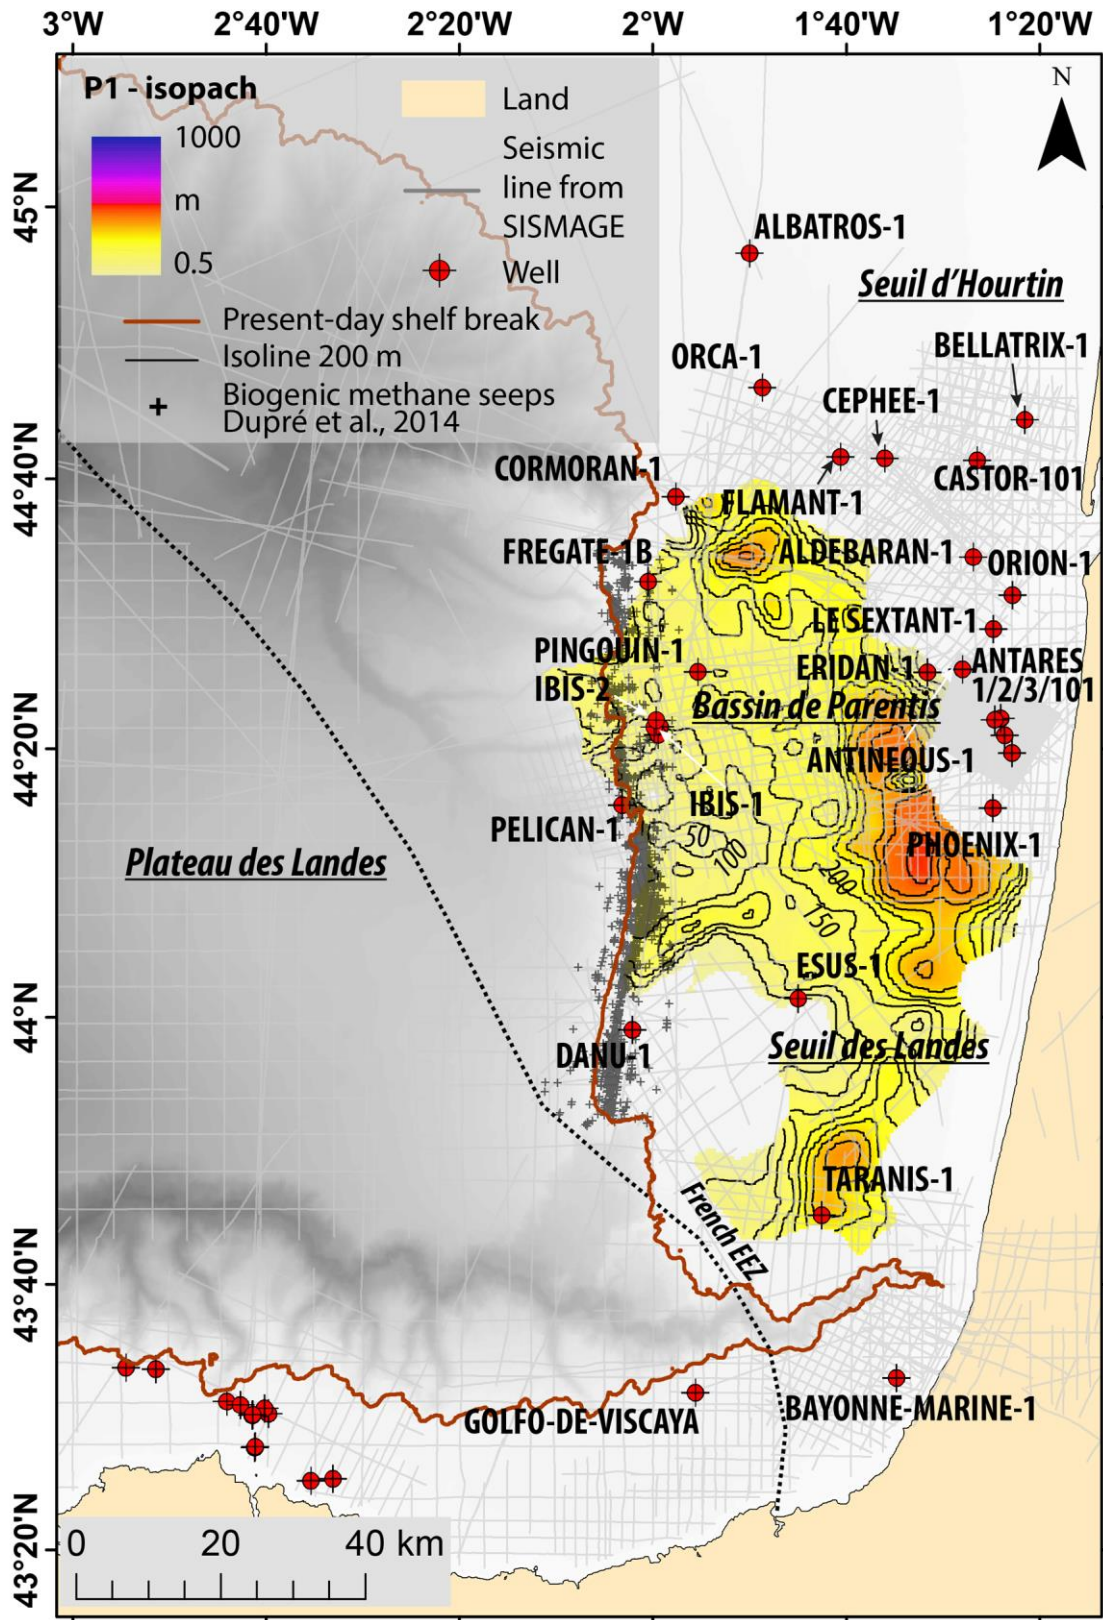 3°W 2°40'W 2°20'W 2°W 1°40'W 1°20'W
P1 - isopach
1000
m
0.5
Land
Seismic
line from
SISMAGE
Well
Present-day shelf break
Isoline 200 m
Biogenic methane seeps
Dupré et al., 2014
N
45°N
44°40'N
44°20'N
44°N
43°40'N
43°20'N
ALBATROS-1
Seuil d'Hourtin
ORCA-1
BELLATRIX-1
CEPHEE-1
CORMORAN-1
FLAMANT-1
CASTOR-101
FREGATE-1B
ALDEBARAN-1
ORION-1
LE SEXTANT-1
PINGOUIN-1
ERIDAN-1
ANTARES
1/2/3/101
IBIS-2
Bassin de Parentis
ANTINEOUS-1
IBIS-1
PELICAN-1
50
100
200
150
PHOENIX-1
Plateau des Landes
ESUS-1
DANU-1
Seuil des Landes
TARANIS-1
French EEZ
GOLFO-DE-VISCAYA
BAYONNE-MARINE-1
0 20 40 km